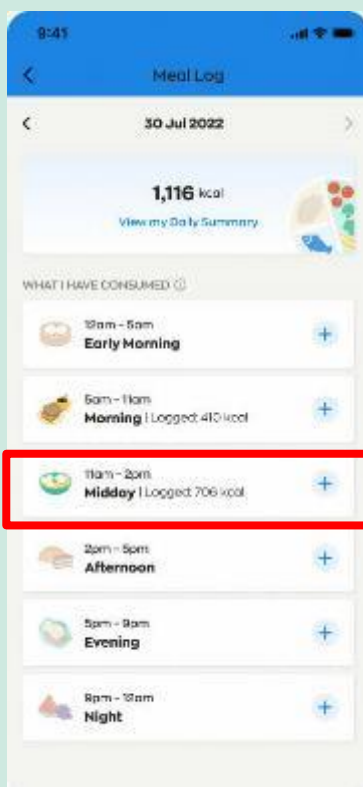 9:41
Meal Log
30 Jul 2022
1,116 kcal
View my Daily Summary
WHAT I HAVE CONSUMED
12am - 5am
Early Morning
5am - 11am
Morning | Logged: 410 kcal
11am - 2pm
Midday | Logged: 706 kcal
2pm - 5pm
Afternoon
5pm - 9pm
Evening
9pm - 12am
Night